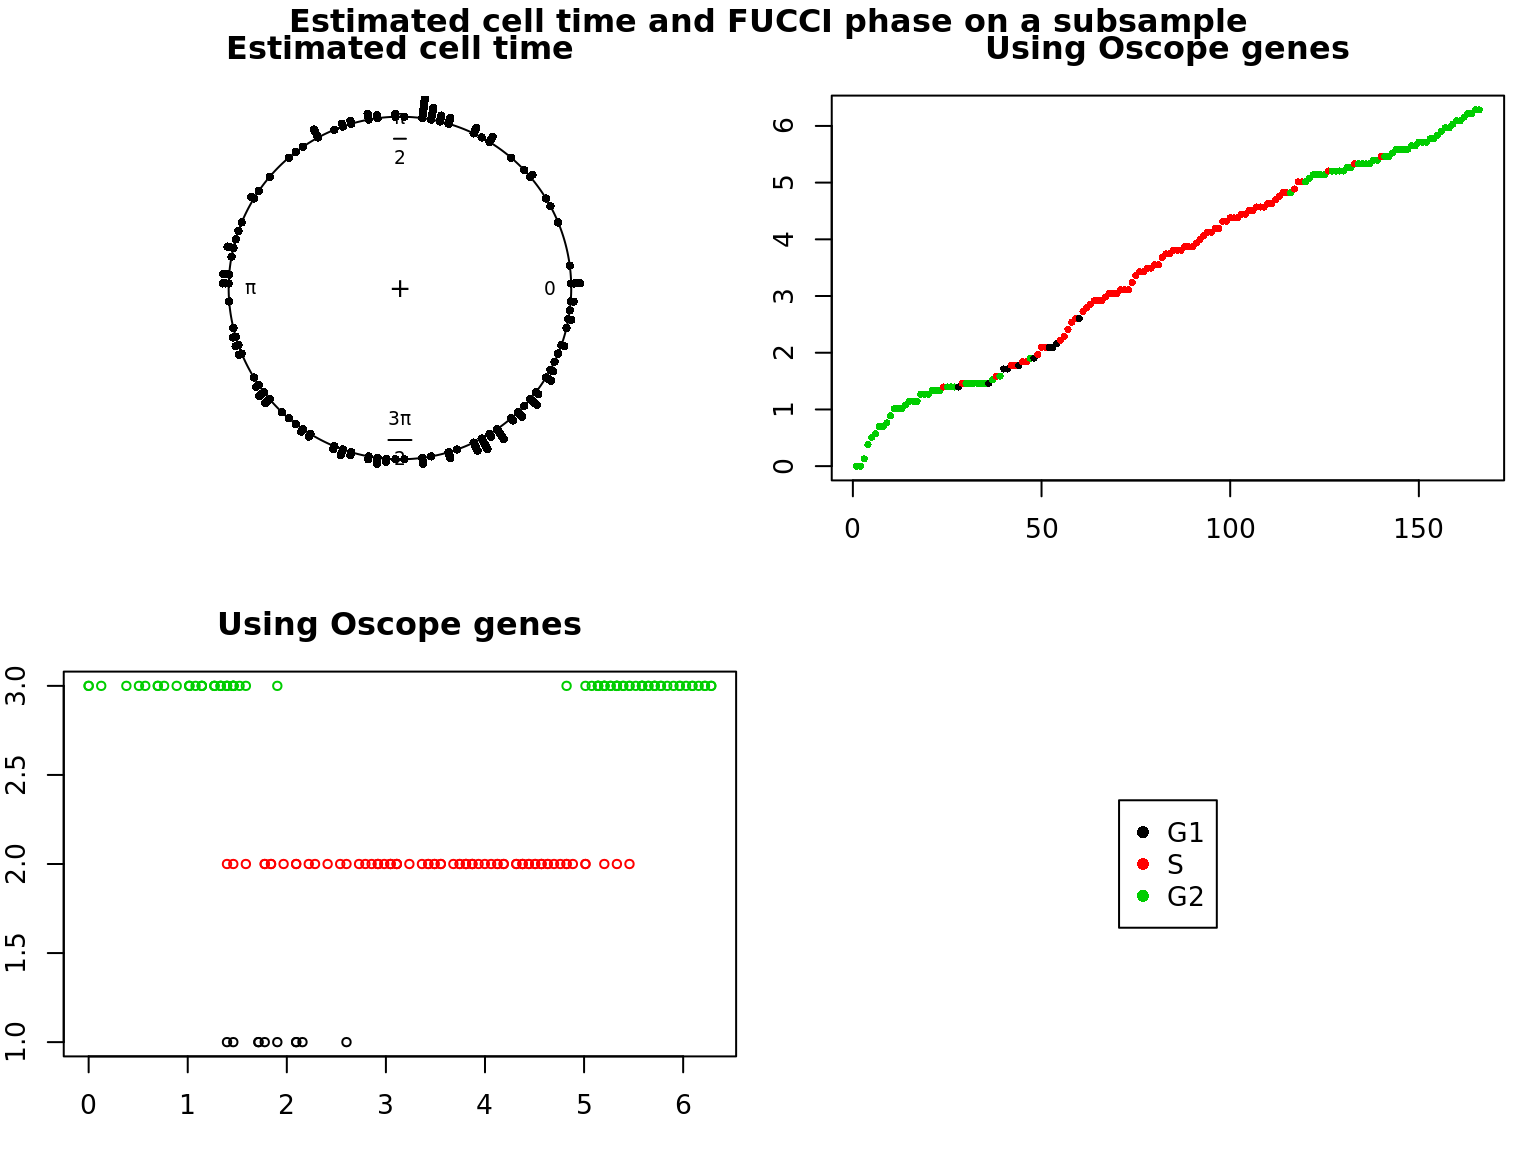 Estimated cell time and FUCCI phase on a subsample
Estimated cell time
π
2
π
+
0
3π
2
Using Oscope genes
6
5
4
3
2
1
0
0 50 100 150
Using Oscope genes
3.0
2.5
2.0
1.5
1.0
0 1 2 3 4 5 6
G1
S
G2